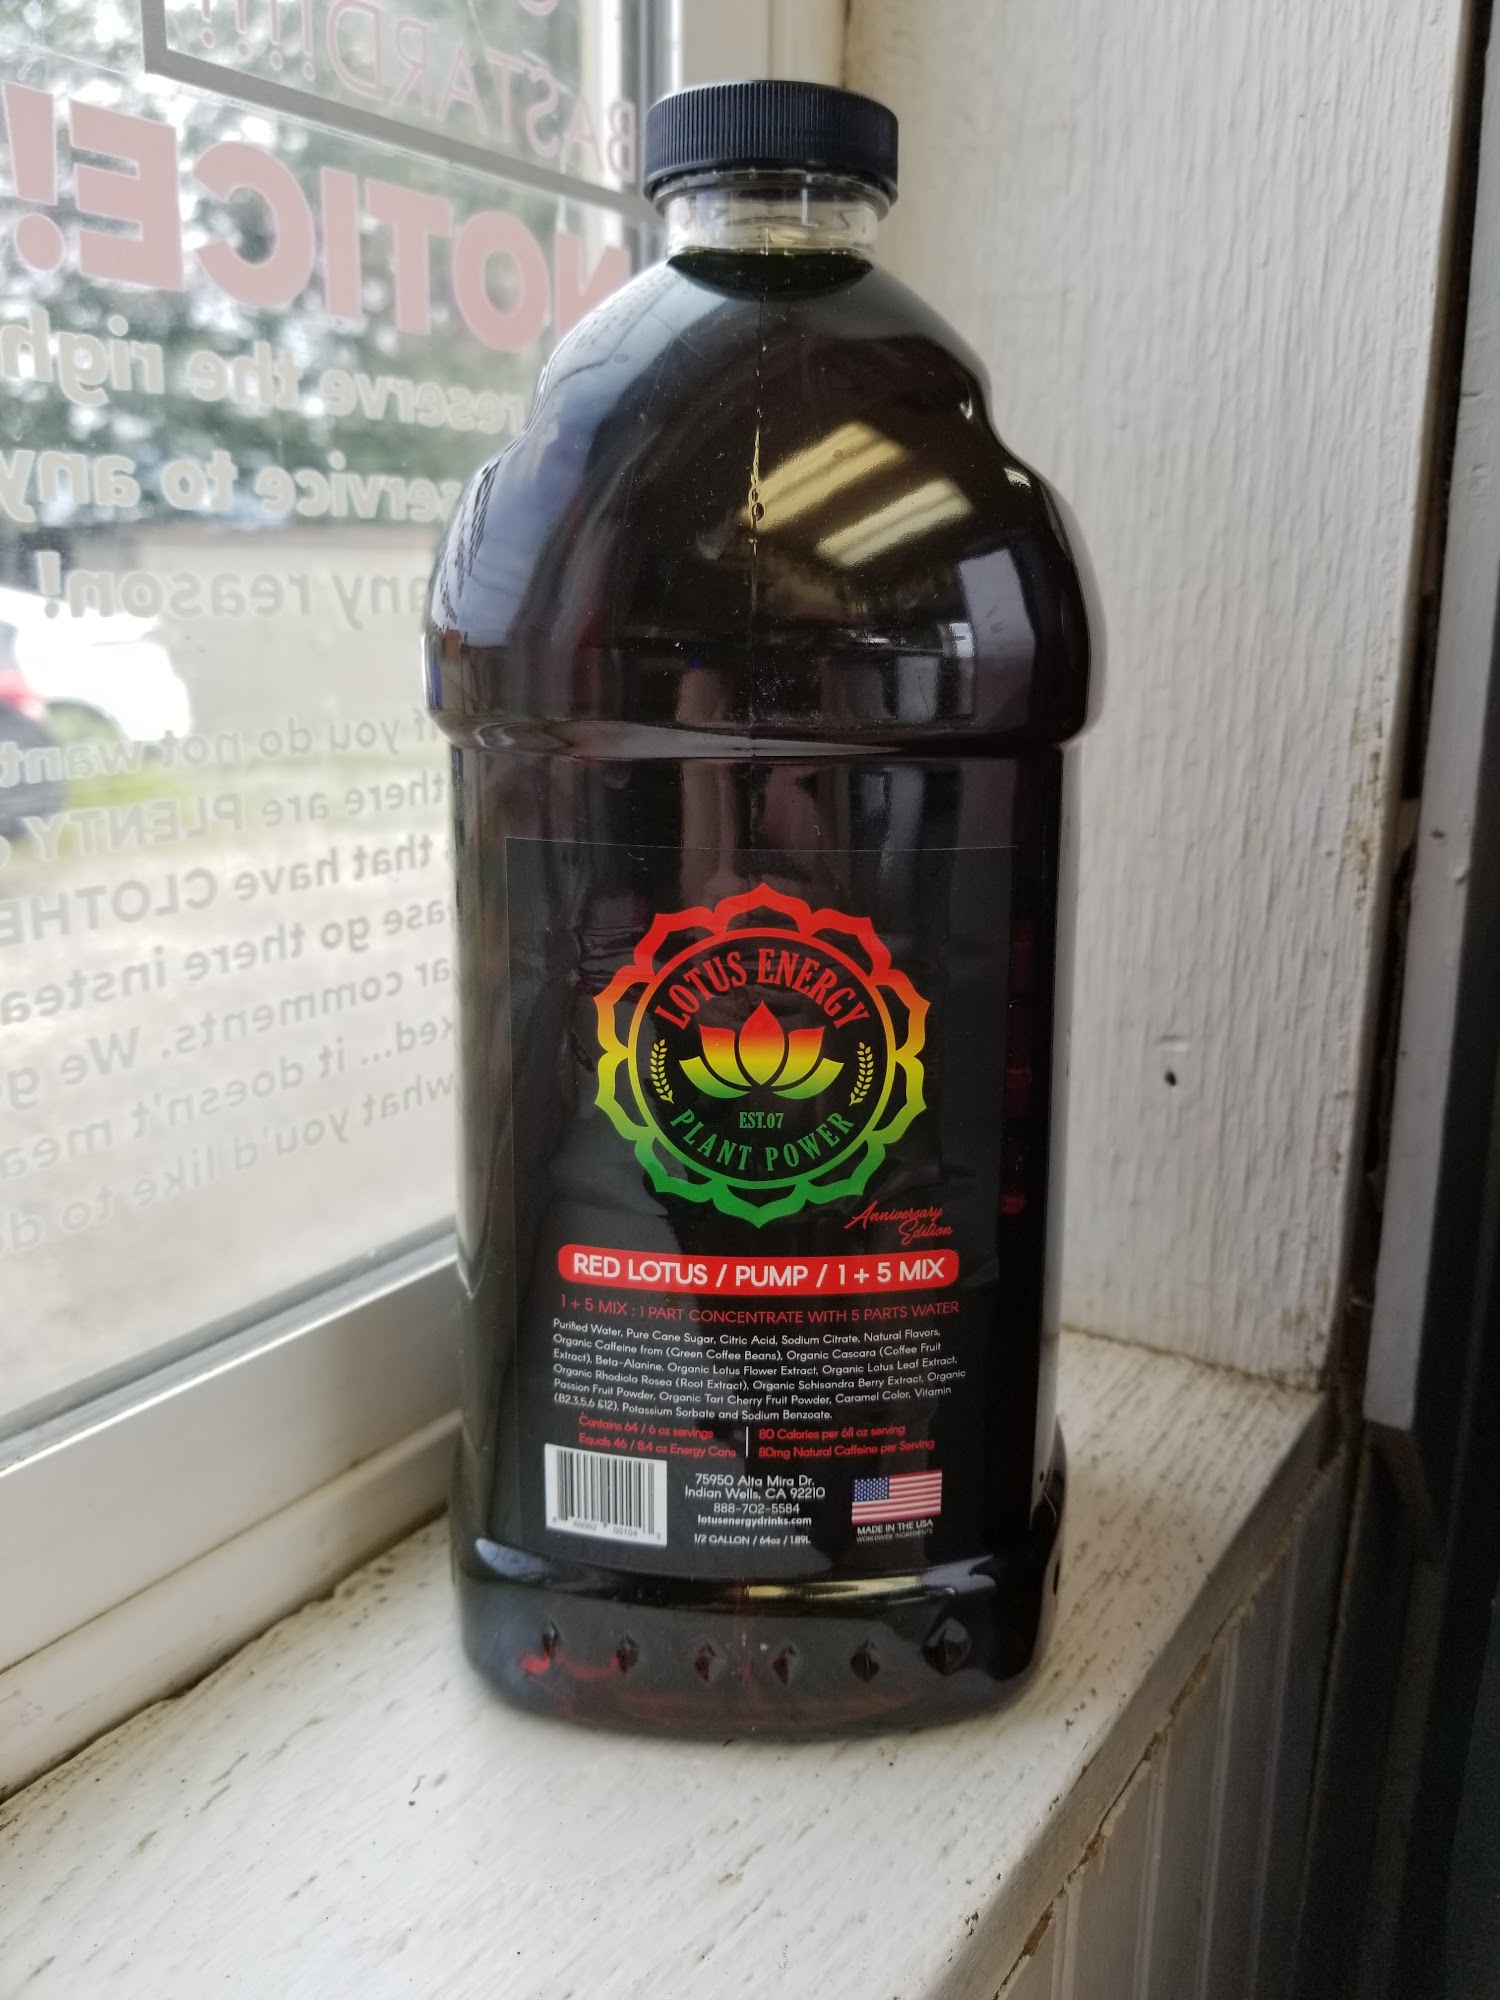 BASTARD!!!
NOTICE!
reserve the righ
service to any
any reason!
if you do not want
there are PLENTY
that have CLOTHE
ase go there instea
ar comments. We g
ked... it doesn't mea
what you'd like to d
LOTUS ENERGY
EST.07
PLANT POWER
Anniversary
Edition
RED LOTUS / PUMP / 1 + 5 MIX
1 + 5 MIX : 1 PART CONCENTRATE WITH 5 PARTS WATER
Purified Water, Pure Cane Sugar, Citric Acid, Sodium Citrate, Natural Flavors,
Organic Caffeine from (Green Coffee Beans), Organic Cascara (Coffee Fruit
Extract), Beta-Alanine, Organic Lotus Flower Extract, Organic Lotus Leaf Extract,
Organic Rhodiola Rosea (Root Extract), Organic Schisandra Berry Extract, Organic
Passion Fruit Powder, Organic Tart Cherry Fruit Powder, Caramel Color, Vitamin
(B2,3,5,6 &12), Potassium Sorbate and Sodium Benzoate.
Contains 64 / 6 oz servings
Equals 46 / 8.4 oz Energy Cans
80 Calories per 6fl oz serving
80mg Natural Caffeine per Serving
8 60002 00104 3
75950 Alta Mira Dr.
Indian Wells, CA 92210
888-702-5584
lotusenergydrinks.com
1/2 GALLON / 64oz / 1.89L
MADE IN THE USA
WORLDWIDE INGREDIENTS